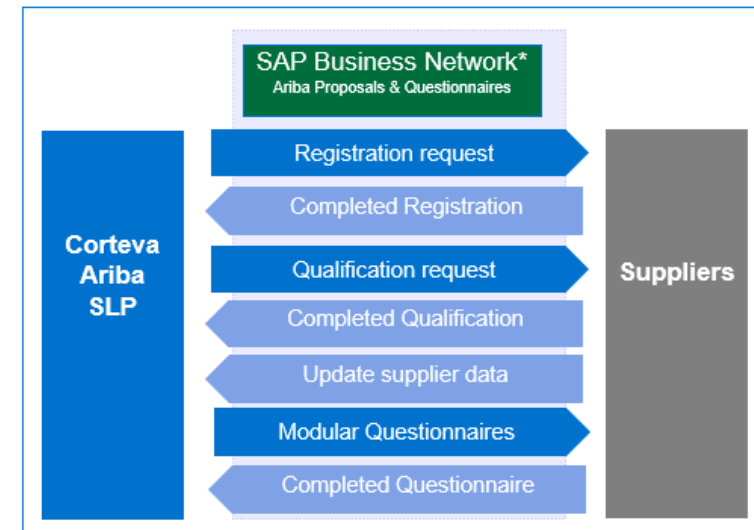 SAP Business Network*
Ariba Proposals & Questionnaires
Registration request
Completed Registration
Corteva
Ariba
SLP
Qualification request
Suppliers
Completed Qualification
Update supplier data
Modular Questionnaires
Completed Questionnaire